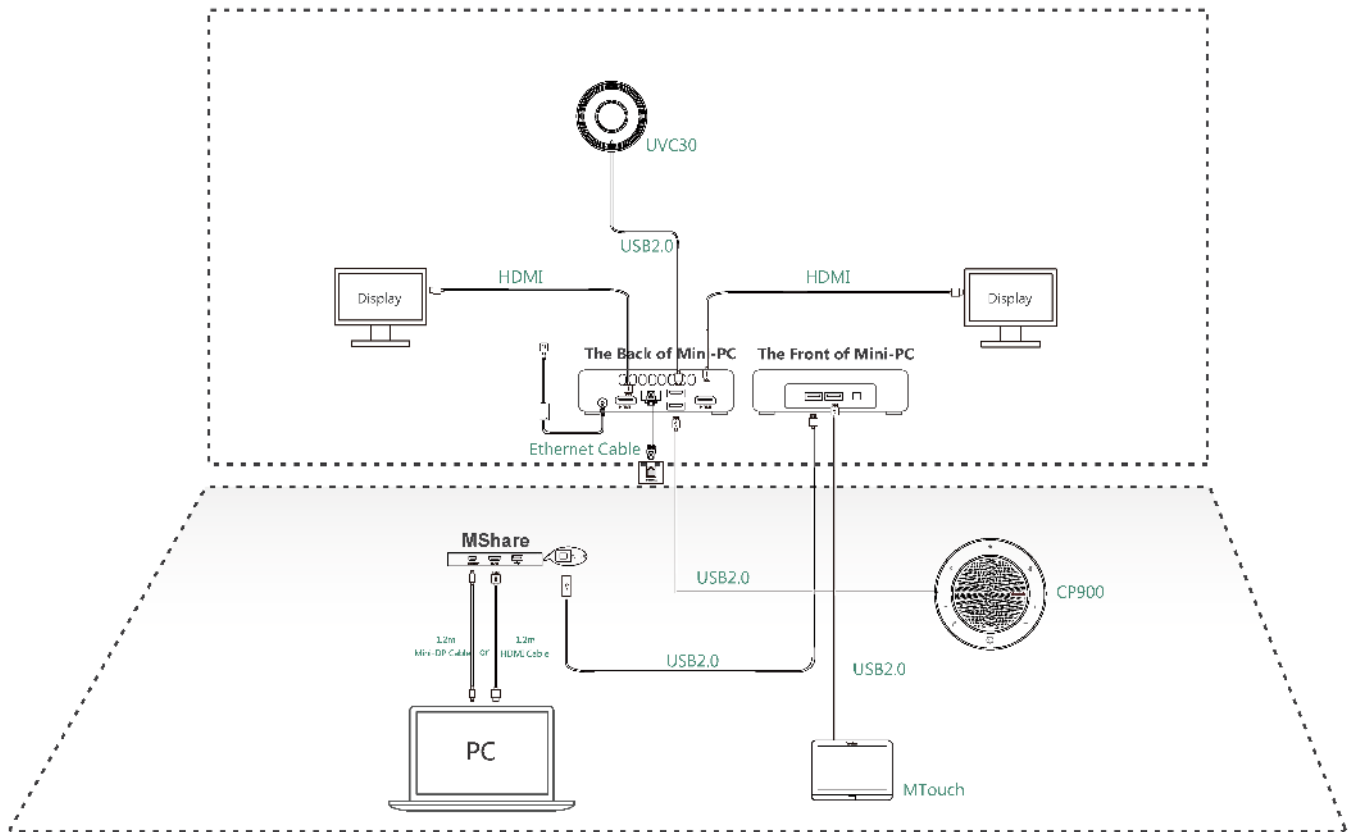 UVC30
USB2.0
HDMI
HDMI
Display
Display
The Back of Mini-PC
The Front of Mini-PC
Ethernet Cable
MShare
USB2.0
CP900
1.2m
Mini-DP Cable
or
1.2m
HDMI Cable
USB2.0
USB2.0
PC
MTouch